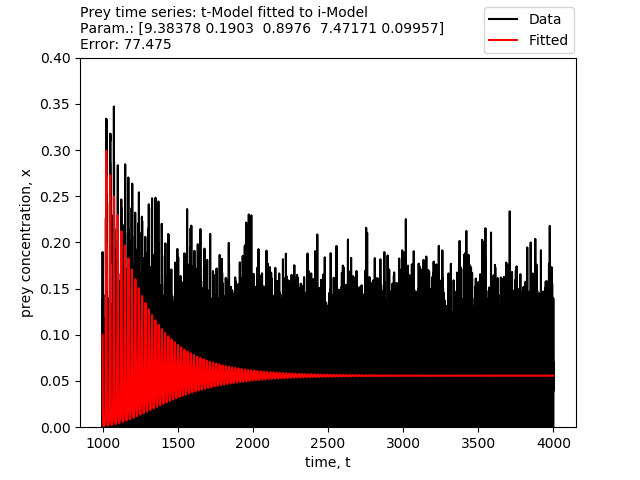 Prey time series: t-Model fitted to i-Model
Param.: [9.38378 0.1903  0.8976  7.47171 0.09957]
Error: 77.475
Data
Fitted
0.40
0.35
0.30
0.25
0.20
0.15
0.10
0.05
0.00
prey concentration, x
1000 1500 2000 2500 3000 3500 4000
time, t